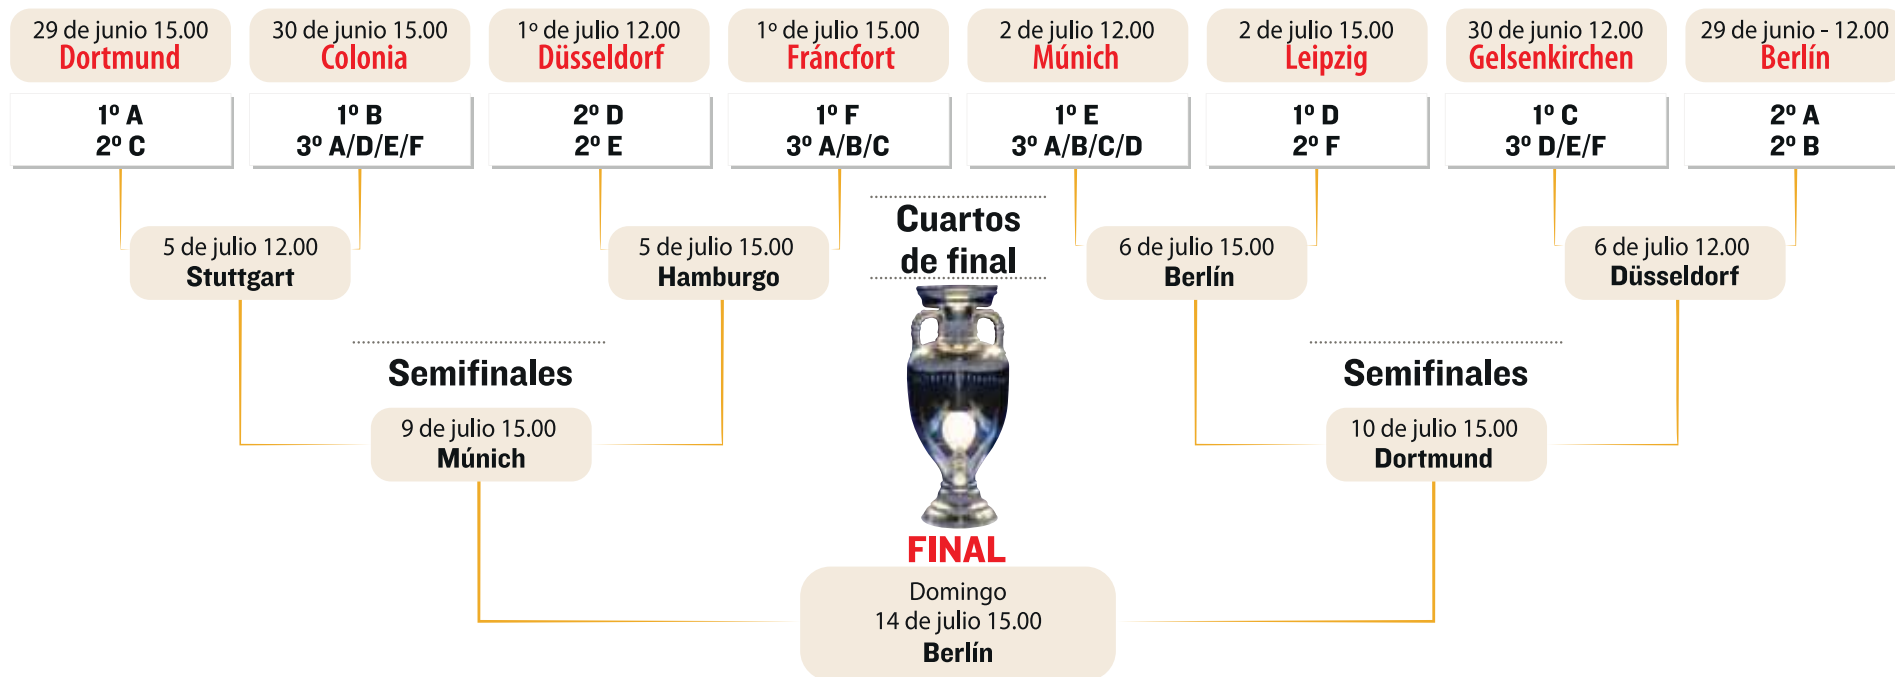 29 de junio 15.00
Dortmund
1º A
2º C
30 de junio 15.00
Colonia
1º B
3º A/D/E/F
1º de julio 12.00
Düsseldorf
2º D
2º E
1º de julio 15.00
Fráncfort
1º F
3º A/B/C
2 de julio 12.00
Múnich
1º E
3º A/B/C/D
2 de julio 15.00
Leipzig
1º D
2º F
30 de junio 12.00
Gelsenkirchen
1º C
3º D/E/F
29 de junio - 12.00
Berlín
2º A
2º B
Cuartos
de final
5 de julio 12.00
Stuttgart
5 de julio 15.00
Hamburgo
6 de julio 15.00
Berlín
6 de julio 12.00
Düsseldorf
Semifinales
9 de julio 15.00
Múnich
Semifinales
10 de julio 15.00
Dortmund
FINAL
Domingo
14 de julio 15.00
Berlín